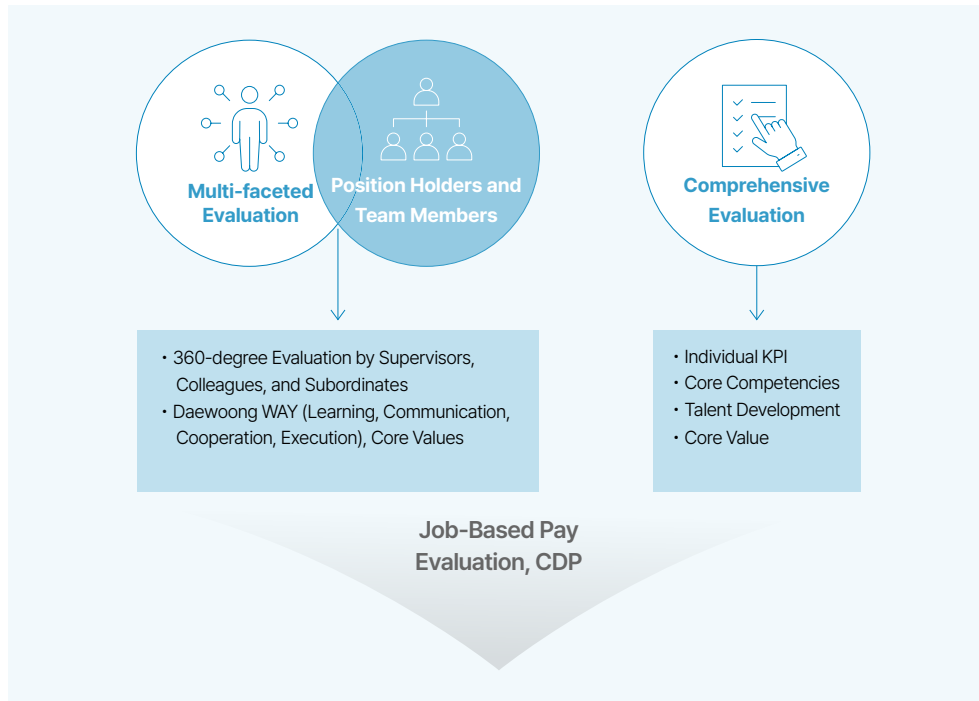 Multi-faceted
Evaluation
Position Holders and
Team Members
Comprehensive
Evaluation
・360-degree Evaluation by Supervisors,
Colleagues, and Subordinates
・Daewoong WAY (Learning, Communication,
Cooperation, Execution), Core Values
・Individual KPI
・Core Competencies
・Talent Development
・Core Value
Job-Based Pay
Evaluation, CDP